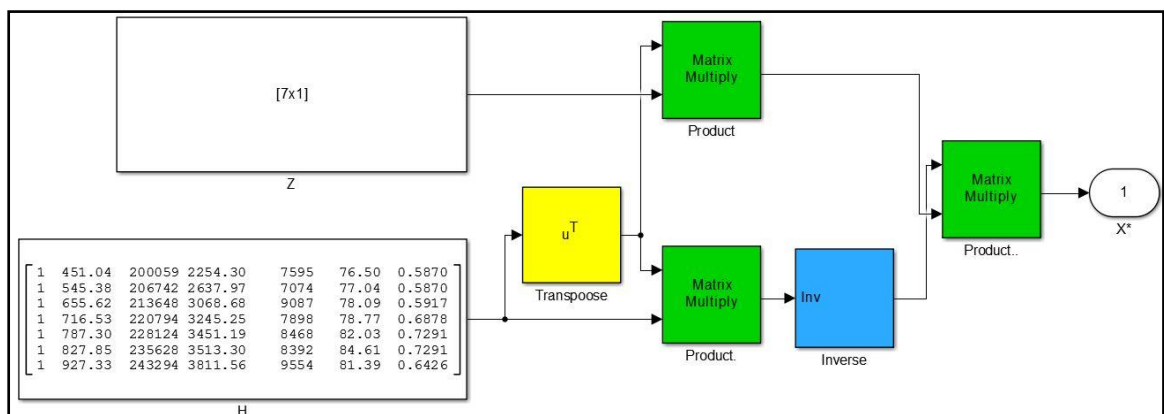 [7x1]
Z
Matrix
Multiply
Product
Matrix
Multiply
Product..
1
X*
uT
Transpoose
1 451.04 200059 2254.30 7595 76.50 0.5870
1 545.38 206742 2637.97 7074 77.04 0.5870
1 655.62 213648 3068.68 9087 78.09 0.5917
1 716.53 220794 3245.25 7898 78.77 0.6878
1 787.30 228124 3451.19 8468 82.03 0.7291
1 827.85 235628 3513.30 8392 84.61 0.7291
1 927.33 243294 3811.56 9554 81.39 0.6426
H
Matrix
Multiply
Product.
Inv
Inverse